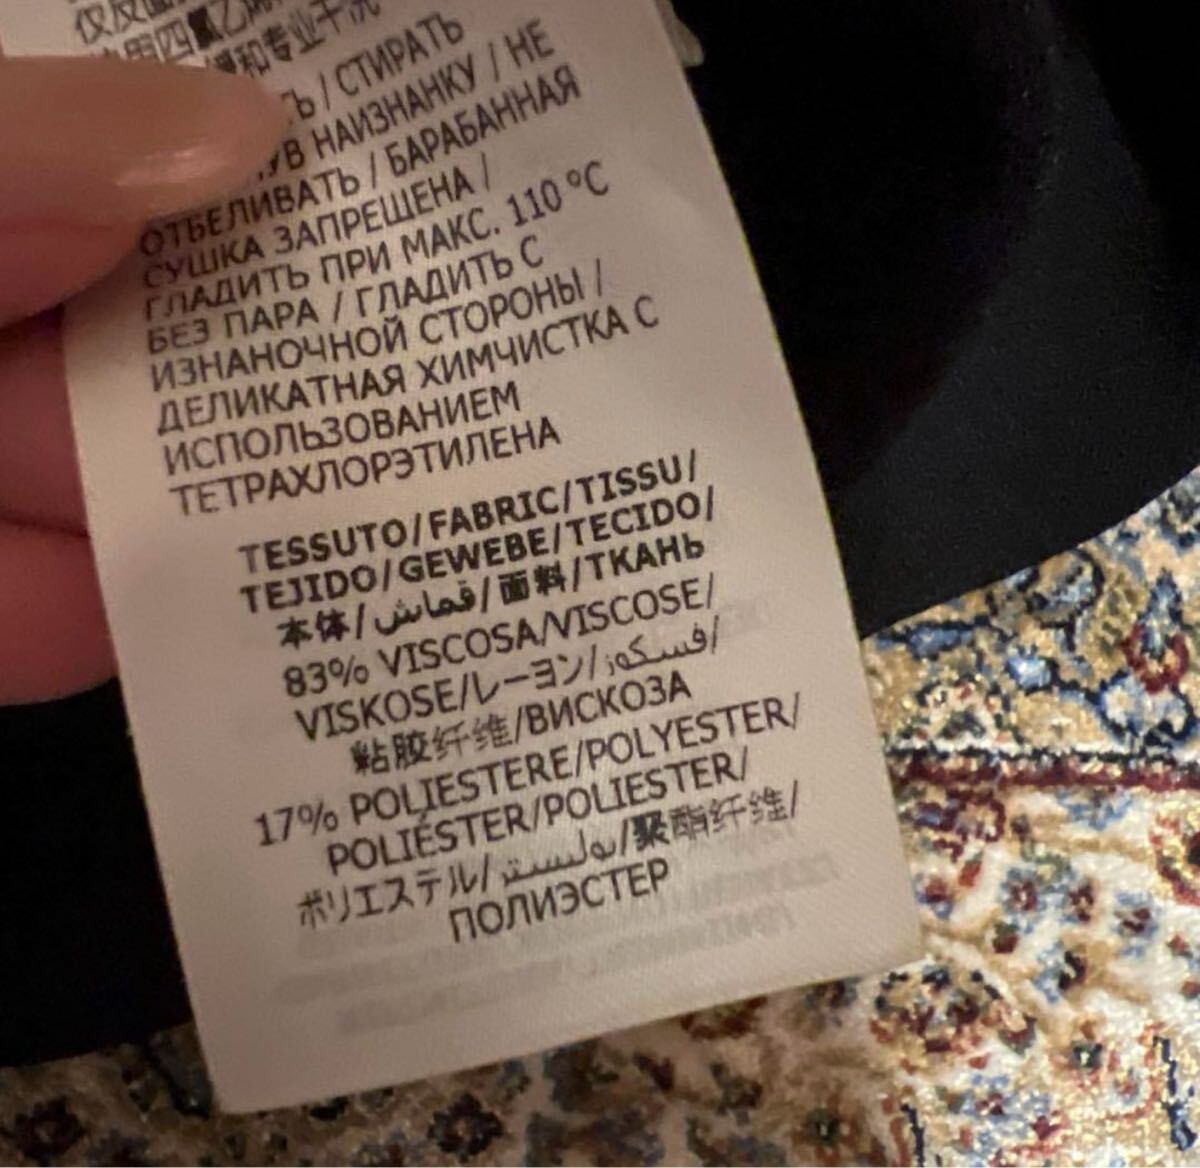 Ь / СТИРАТЬ
УВ НАИЗНАНКУ / НЕ
ОТБЕЛИВАТЬ / БАРАБАННАЯ
СУШКА ЗАПРЕЩЕНА /
ГЛАДИТЬ ПРИ МАКС. 110 °C
БЕЗ ПАРА / ГЛАДИТЬ С
ИЗНАНОЧНОЙ СТОРОНЫ /
ДЕЛИКАТНАЯ ХИМЧИСТКА С
ИСПОЛЬЗОВАНИЕМ
ТЕТРАХЛОРЭТИЛЕНА
TESSUTO/FABRIC/TISSU/
TEJIDO/GEWEBE/TECIDO/
本体/قماش/面料/ТКАНЬ
83% VISCOSA/VISCOSE/
VISKOSE/レーヨン/فسكوز/
粘胶纤维/ВИСКОЗА
17% POLIESTERE/POLYESTER/
POLIÉSTER/POLIESTER/
ポリエステル/بوليستر/聚酯纤维/
ПОЛИЭСТЕР